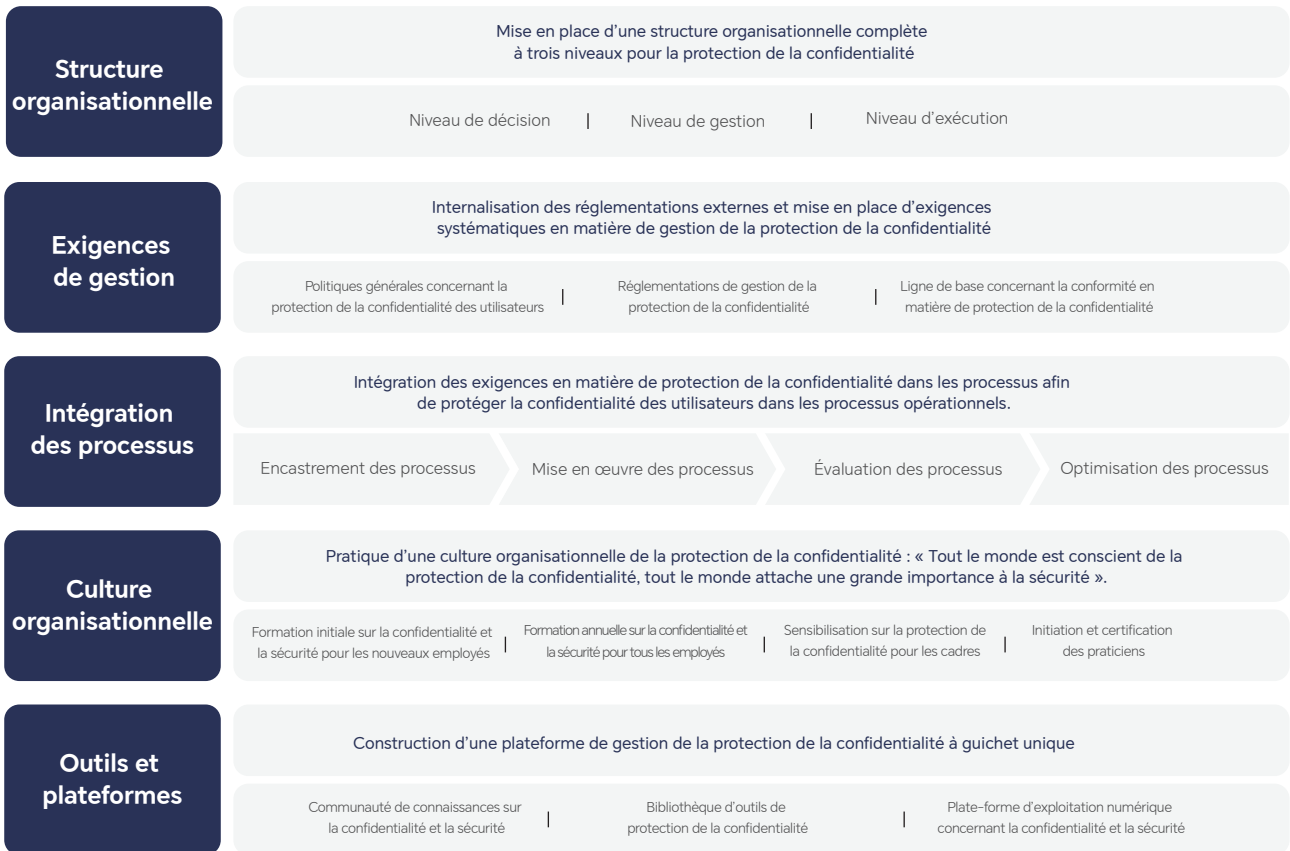 Structure
organisationnelle
Mise en place d’une structure organisationnelle complète
à trois niveaux pour la protection de la confidentialité
Niveau de décision | Niveau de gestion | Niveau d’exécution
Exigences
de gestion
Internalisation des réglementations externes et mise en place d’exigences
systématiques en matière de gestion de la protection de la confidentialité
Politiques générales concernant la
protection de la confidentialité des utilisateurs
Réglementations de gestion de la
protection de la confidentialité
Ligne de base concernant la conformité en
matière de protection de la confidentialité
Intégration
des processus
Intégration des exigences en matière de protection de la confidentialité dans les processus afin
de protéger la confidentialité des utilisateurs dans les processus opérationnels.
Encastrement des processus
Mise en œuvre des processus
Évaluation des processus
Optimisation des processus
Culture
organisationnelle
Pratique d’une culture organisationnelle de la protection de la confidentialité : « Tout le monde est conscient de la
protection de la confidentialité, tout le monde attache une grande importance à la sécurité ».
Formation initiale sur la confidentialité et
la sécurité pour les nouveaux employés
Formation annuelle sur la confidentialité et
la sécurité pour tous les employés
Sensibilisation sur la protection de
la confidentialité pour les cadres
Initiation et certification
des praticiens
Outils et
plateformes
Construction d’une plateforme de gestion de la protection de la confidentialité à guichet unique
Communauté de connaissances sur
la confidentialité et la sécurité
Bibliothèque d’outils de
protection de la confidentialité
Plate-forme d’exploitation numérique
concernant la confidentialité et la sécurité